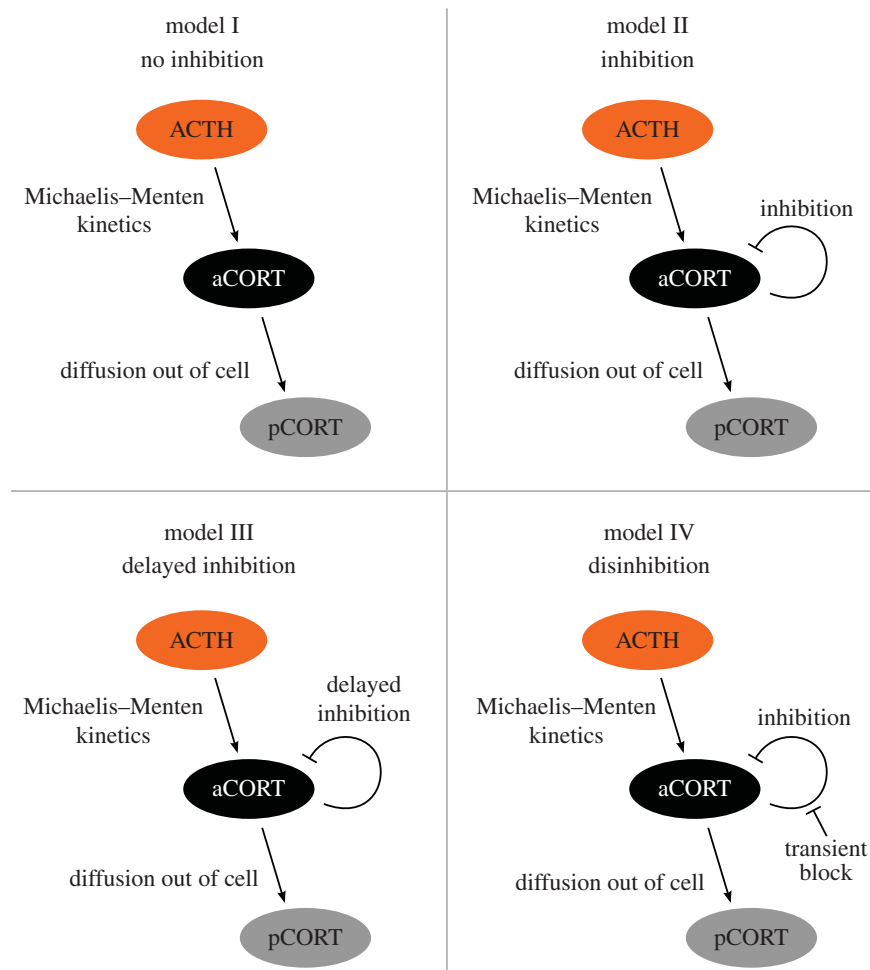 model I
no inhibition
ACTH
Michaelis–Menten
kinetics
aCORT
diffusion out of cell
pCORT
model II
inhibition
ACTH
Michaelis–Menten
kinetics
inhibition
aCORT
diffusion out of cell
pCORT
model III
delayed inhibition
ACTH
Michaelis–Menten
kinetics
delayed
inhibition
aCORT
diffusion out of cell
pCORT
model IV
disinhibition
ACTH
Michaelis–Menten
kinetics
inhibition
aCORT
transient
block
diffusion out of cell
pCORT